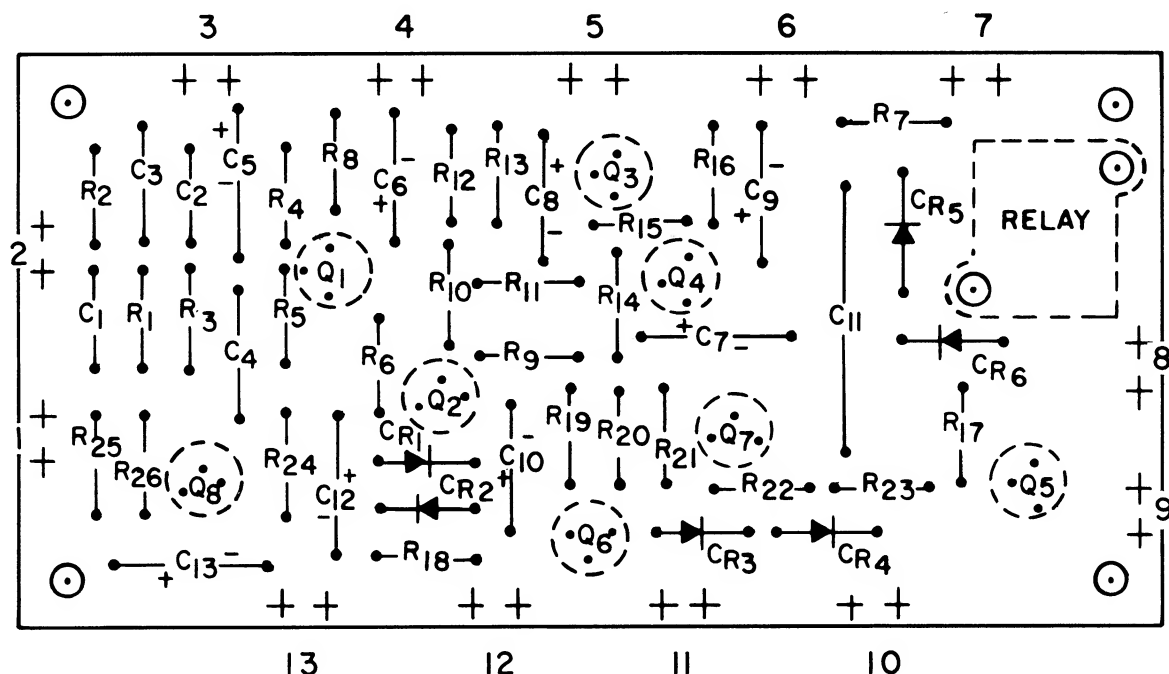 3 4 5 6 7
R7
C5 R8 R13 R16
C3 R12 Q3
R2 C2 R4 C6 C8 C9 CR5
R15 RELAY
2 Q1 R10 R11 Q4
C1 R1 R3 R5 R14 C11
C4 R6 R9 C7 CR6 8
Q2 R19 R20 Q7 R17
R25 R26 R24 CR1 C10 R21
Q8 C12 CR2 R22 R23 Q5
9
C13 R18 Q6 CR3 CR4
13 12 11 10